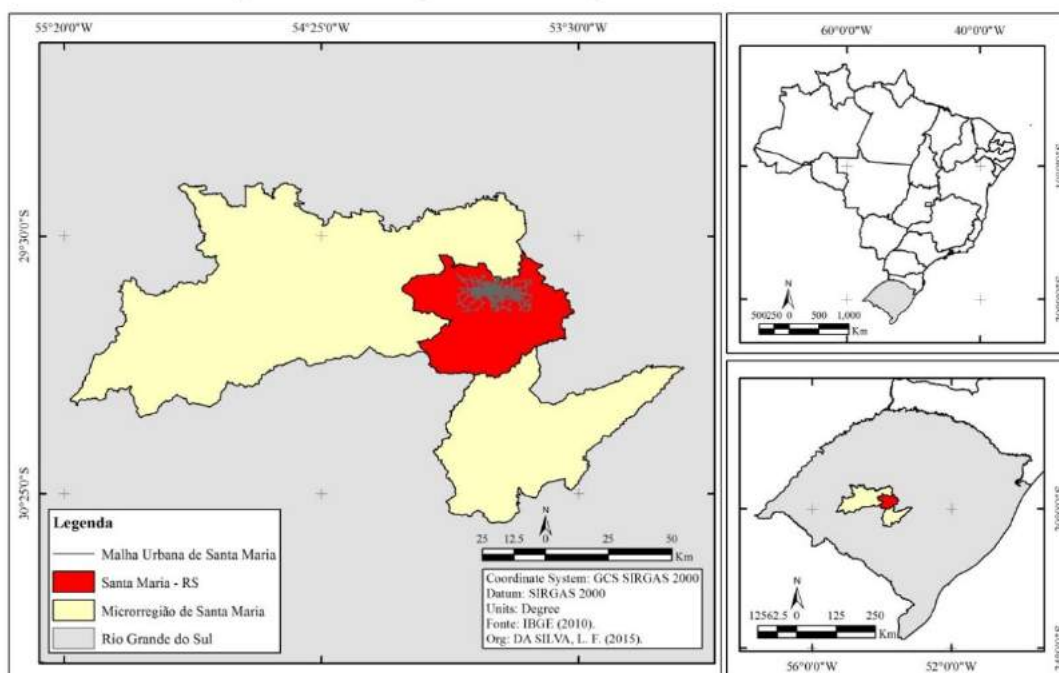 55°20'0"W
54°25'0"W
53°30'0"W
29°30'0"S
30°25'0"S
Legenda
Malha Urbana de Santa Maria
Santa Maria - RS
Microrregião de Santa Maria
Rio Grande do Sul
N
25 12.5 0 25 50
Km
Coordinate System: GCS SIRGAS 2000
Datum: SIRGAS 2000
Units: Degree
Fonte: IBGE (2010).
Org: DA SILVA, L. F. (2015).
60°0'0"W
40°0'0"W
N
500250 0 500 1,000
Km
N
12562.5 0 125 250
Km
56°0'0"W
52°0'0"W